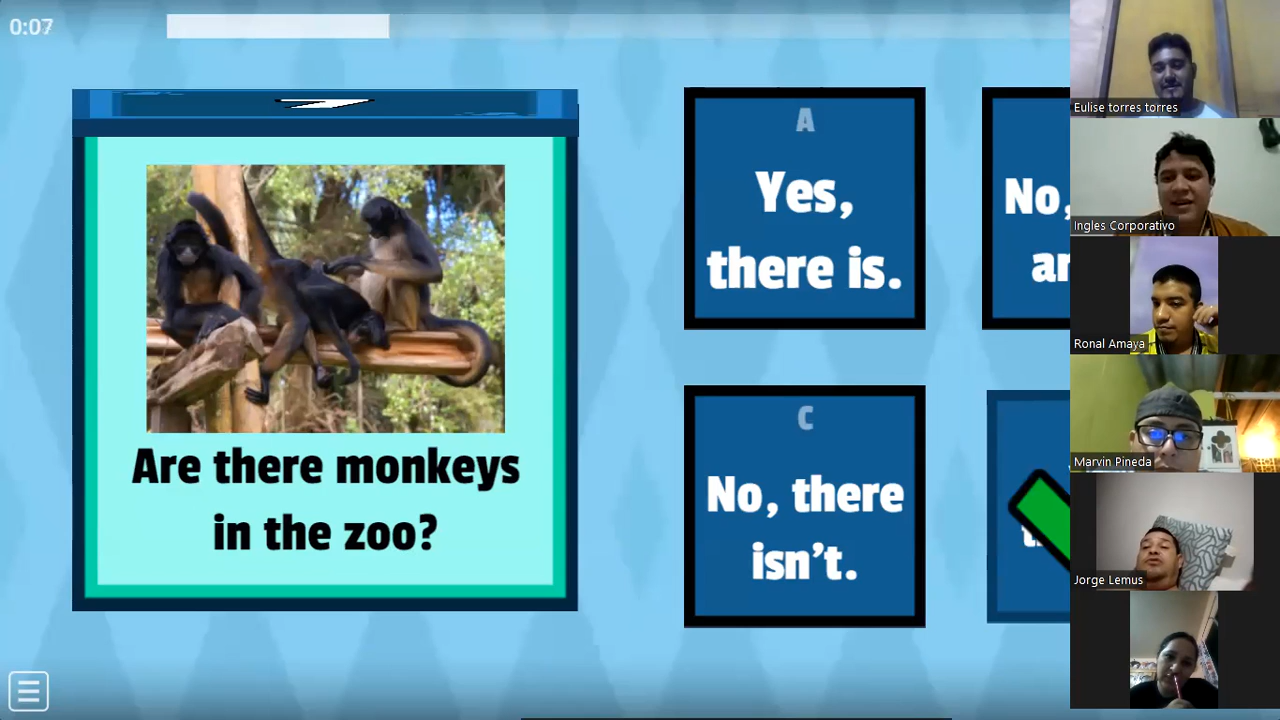 0:07
Eulise torres torres
A
Yes,
there is.
No,
ar
Ingles Corporativo
Ronal Amaya
C
No, there
isn't.
Are there monkeys
in the zoo?
Marvin Pineda
Jorge Lemus